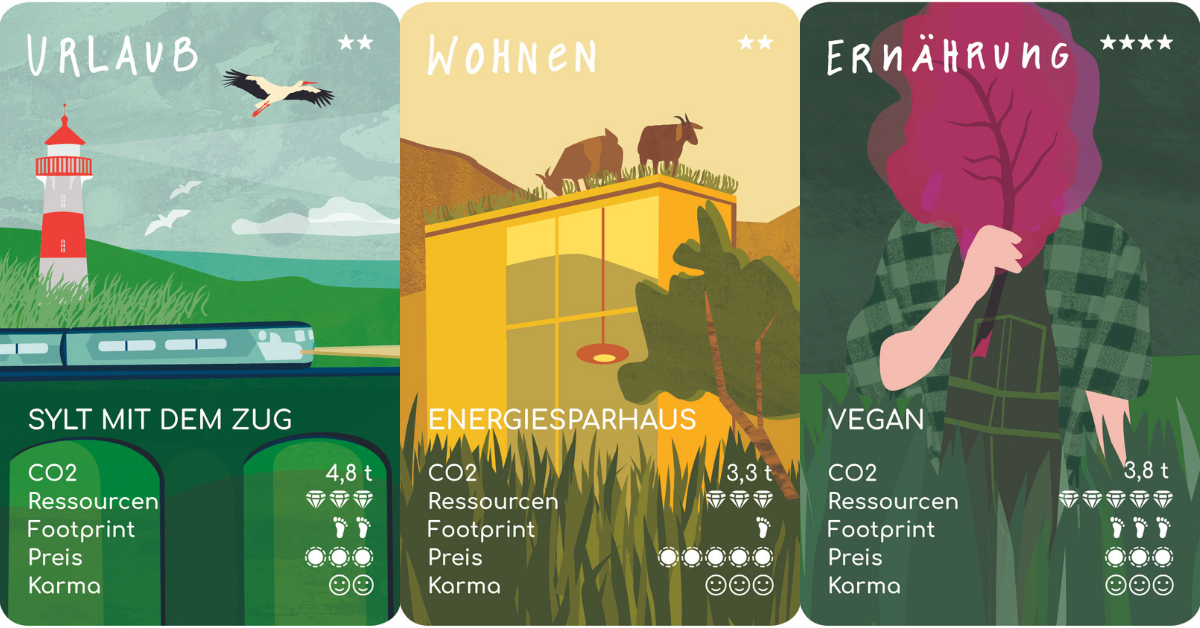 URLAUB
SYLT MIT DEM ZUG
CO2 4,8 t
Ressourcen
Footprint
Preis
Karma
WOHNEN
ENERGIESPARHAUS
CO2 3,3 t
Ressourcen
Footprint
Preis
Karma
ERNÄHRUNG
VEGAN
CO2 3,8 t
Ressourcen
Footprint
Preis
Karma